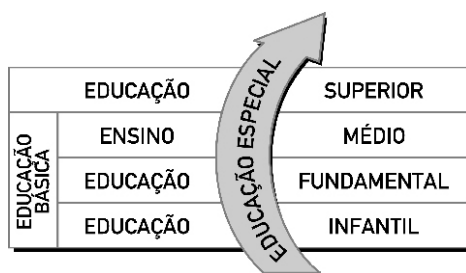 EDUCAÇÃO SUPERIOR
EDUCAÇÃO BÁSICA
ENSINO MÉDIO
EDUCAÇÃO FUNDAMENTAL
EDUCAÇÃO INFANTIL
EDUCAÇÃO ESPECIAL